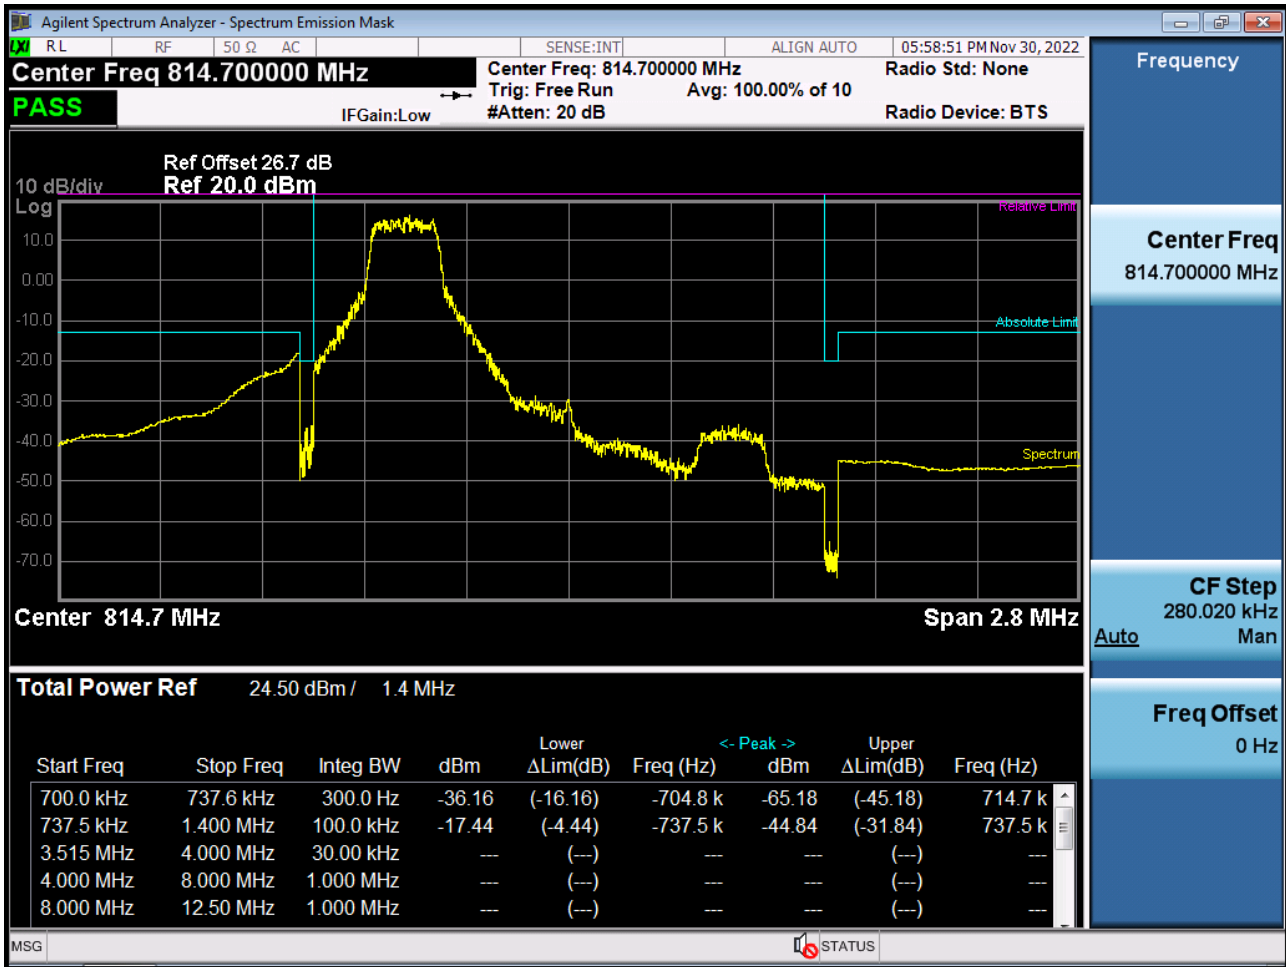 Agilent Spectrum Analyzer - Spectrum Emission Mask
LXI RL RF 50 Ω AC SENSE:INT ALIGN AUTO 05:58:51 PM Nov 30, 2022
Center Freq 814.700000 MHz
Center Freq: 814.700000 MHz Radio Std: None
Trig: Free Run Avg: 100.00% of 10
PASS IFGain:Low #Atten: 20 dB Radio Device: BTS
Ref Offset 26.7 dB
10 dB/div Ref 20.0 dBm
Log
Relative Limit
10.0
0.00
-10.0
Absolute Limit
-20.0
-30.0
-40.0
Spectrum
-50.0
-60.0
-70.0
Center 814.7 MHz Span 2.8 MHz
Total Power Ref 24.50 dBm / 1.4 MHz
Lower <- Peak -> Upper
Start Freq Stop Freq Integ BW dBm ΔLim(dB) Freq (Hz) dBm ΔLim(dB) Freq (Hz)
700.0 kHz 737.6 kHz 300.0 Hz -36.16 (-16.16) -704.8 k -65.18 (-45.18) 714.7 k
737.5 kHz 1.400 MHz 100.0 kHz -17.44 (-4.44) -737.5 k -44.84 (-31.84) 737.5 k
3.515 MHz 4.000 MHz 30.00 kHz --- (---) --- --- (---) ---
4.000 MHz 8.000 MHz 1.000 MHz --- (---) --- --- (---) ---
8.000 MHz 12.50 MHz 1.000 MHz --- (---) --- --- (---) ---
MSG STATUS
Frequency
Center Freq
814.700000 MHz
CF Step
280.020 kHz
Auto Man
Freq Offset
0 Hz